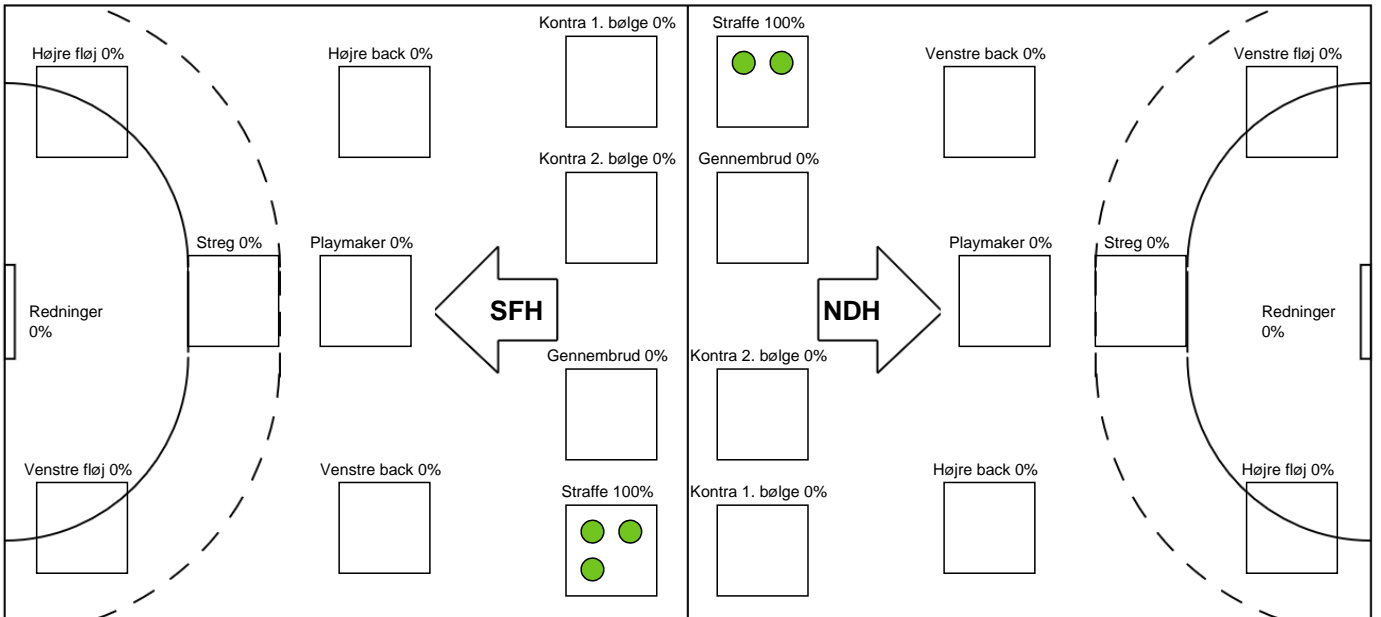 Kontra 1. bølge 0%
Straffe 100%
Højre fløj 0%
Højre back 0%
Venstre back 0%
Venstre fløj 0%
Kontra 2. bølge 0%
Gennembrud 0%
Streg 0%
Playmaker 0%
Playmaker 0%
Streg 0%
SFH
NDH
Redninger
0%
Redninger
0%
Gennembrud 0%
Kontra 2. bølge 0%
Venstre fløj 0%
Venstre back 0%
Højre back 0%
Højre fløj 0%
Straffe 100%
Kontra 1. bølge 0%